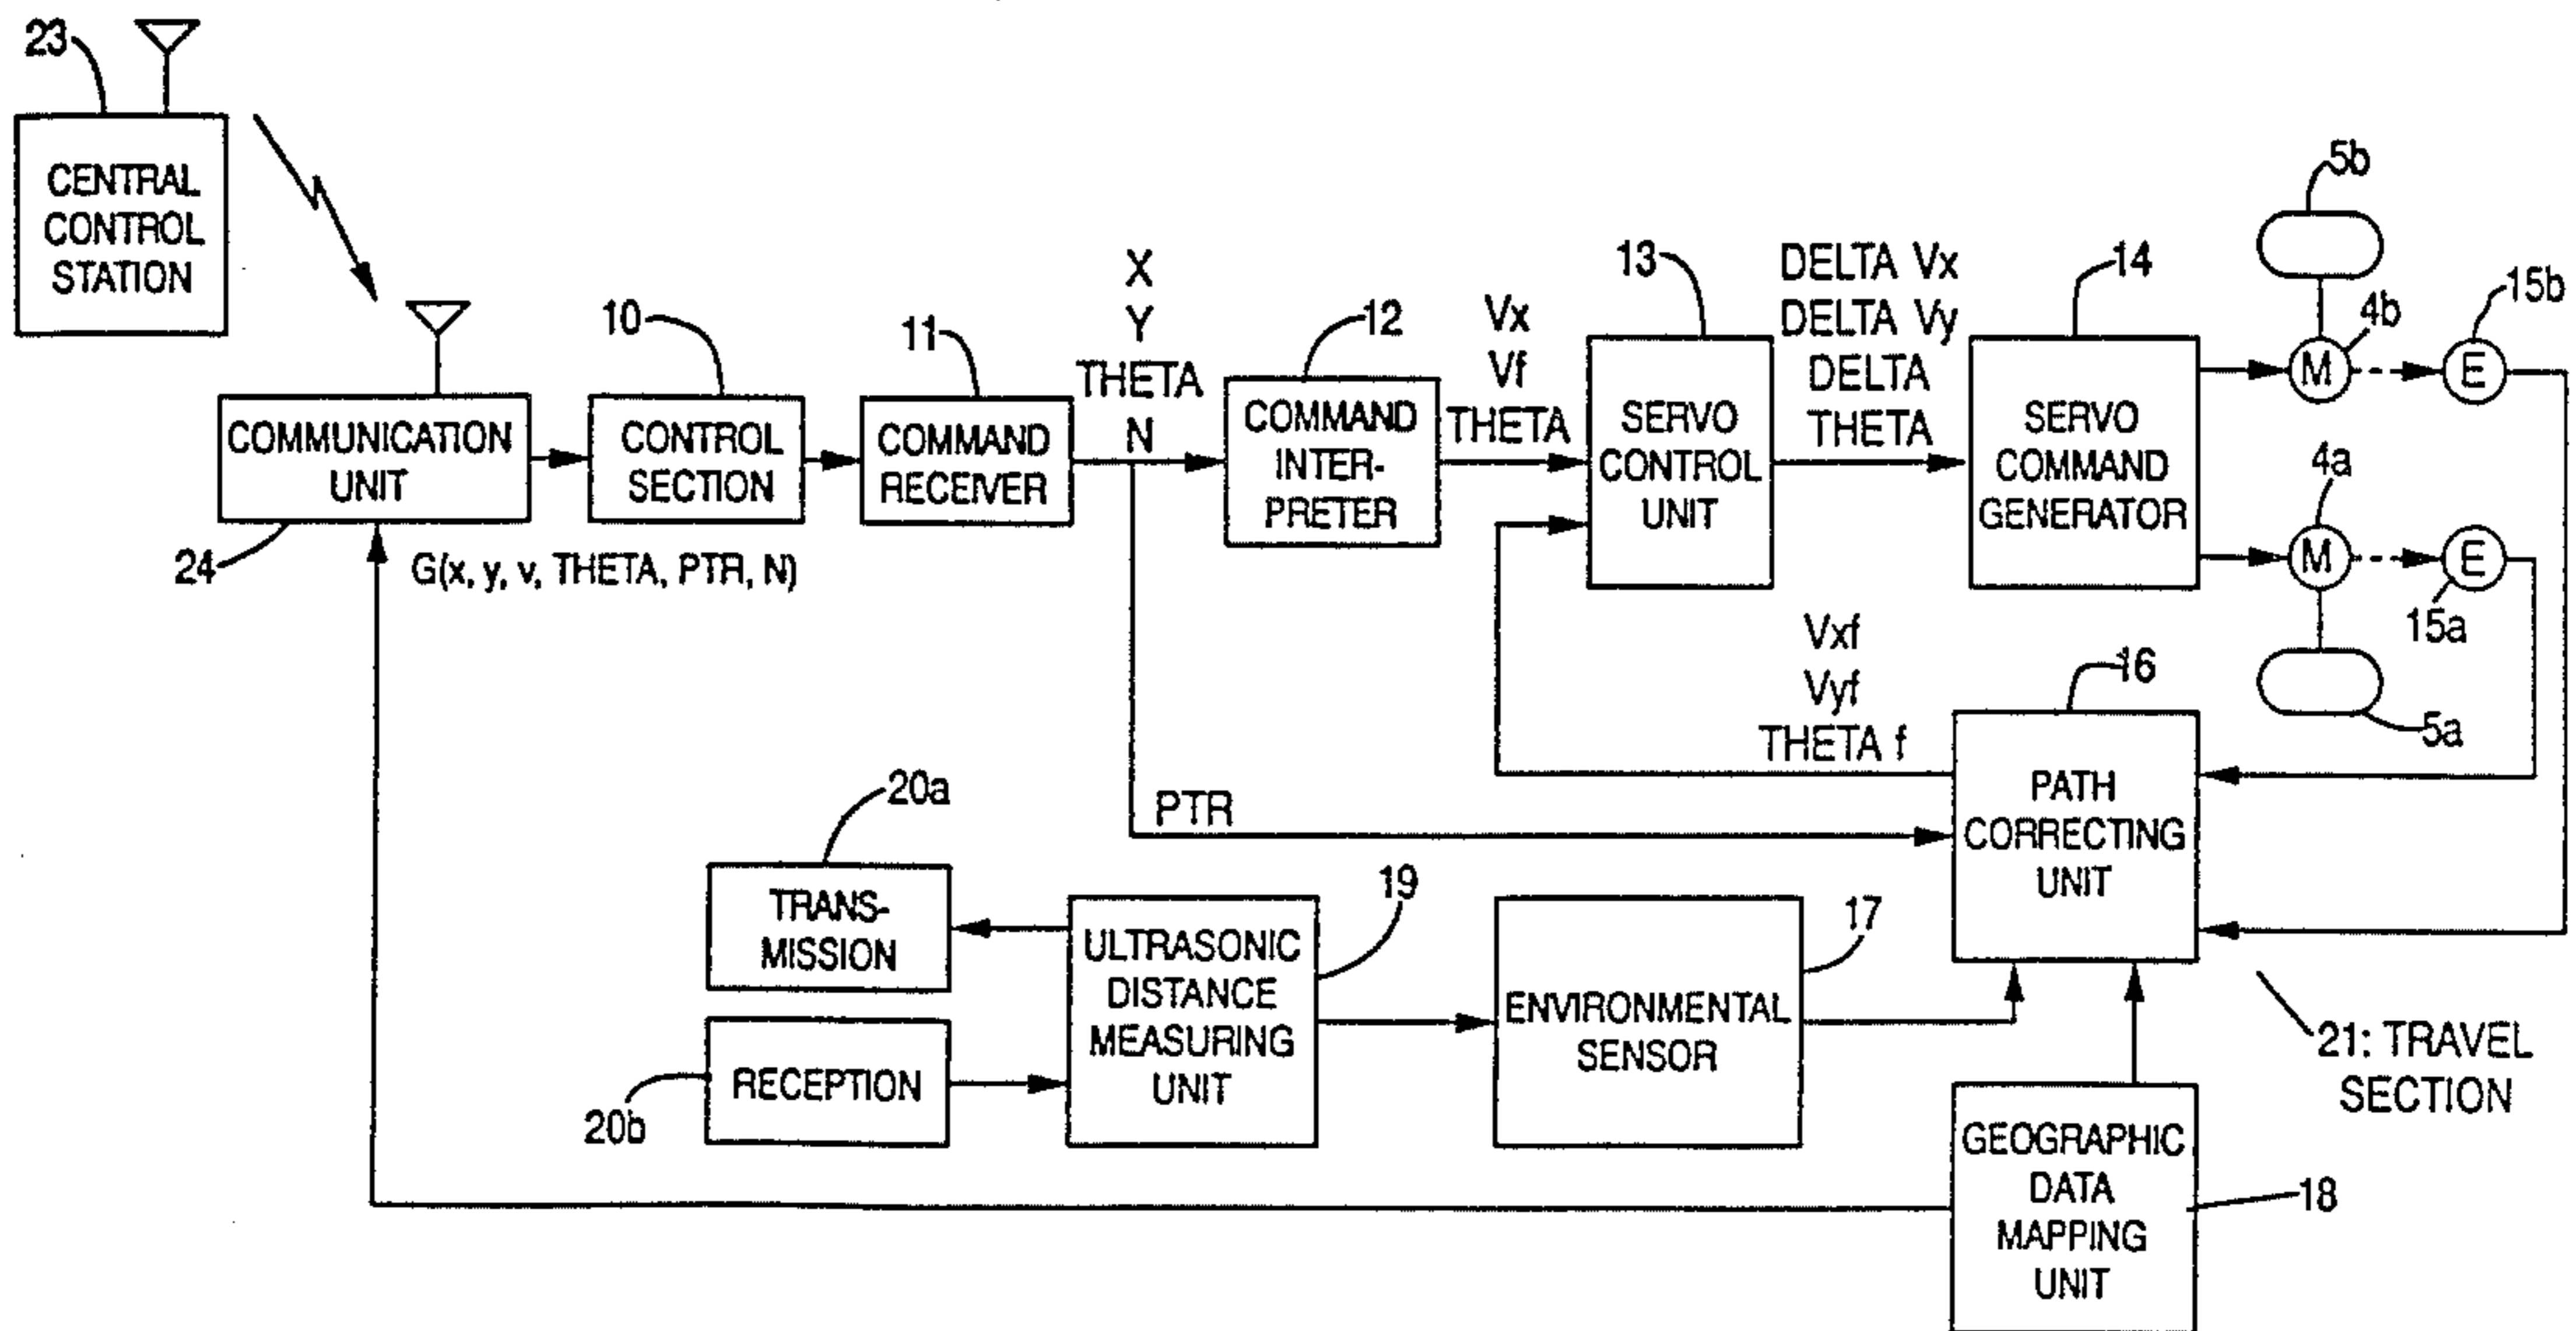 23
CENTRAL
CONTROL
STATION
24
COMMUNICATION
UNIT
G(x, y, v, THETA, PTR, N)
10
CONTROL
SECTION
11
COMMAND
RECEIVER
X
Y
THETA
N
12
COMMAND
INTER-
PRETER
Vx
Vf
THETA
13
SERVO
CONTROL
UNIT
DELTA Vx
DELTA Vy
DELTA
THETA
14
SERVO
COMMAND
GENERATOR
5b
4b
M
15b
E
4a
M
15a
E
5a
Vxf
Vyf
THETA f
16
PATH
CORRECTING
UNIT
PTR
20a
TRANS-
MISSION
20b
RECEPTION
19
ULTRASONIC
DISTANCE
MEASURING
UNIT
17
ENVIRONMENTAL
SENSOR
21: TRAVEL
SECTION
18
GEOGRAPHIC
DATA
MAPPING
UNIT